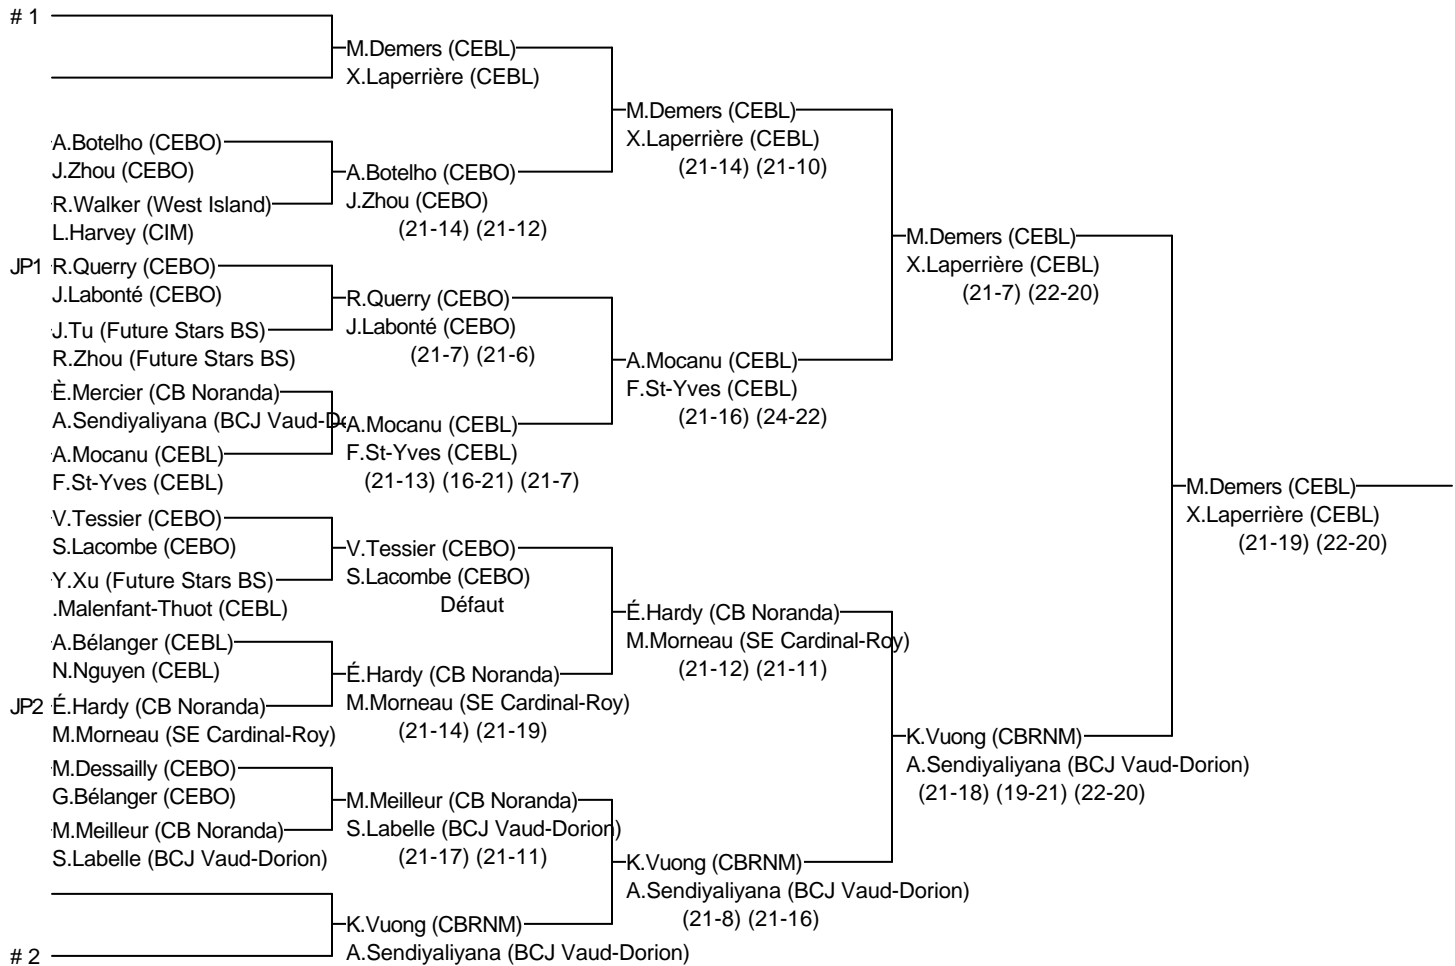 # 1
M.Demers (CEBL)
X.Laperrière (CEBL)
M.Demers (CEBL)
X.Laperrière (CEBL)
(21-14) (21-10)
A.Botelho (CEBO)
J.Zhou (CEBO)
A.Botelho (CEBO)
J.Zhou (CEBO)
(21-14) (21-12)
R.Walker (West Island)
L.Harvey (CIM)
M.Demers (CEBL)
X.Laperrière (CEBL)
(21-7) (22-20)
JP1 R.Querry (CEBO)
J.Labonté (CEBO)
R.Querry (CEBO)
J.Labonté (CEBO)
(21-7) (21-6)
J.Tu (Future Stars BS)
R.Zhou (Future Stars BS)
A.Mocanu (CEBL)
F.St-Yves (CEBL)
(21-16) (24-22)
È.Mercier (CB Noranda)
A.Sendiyaliyana (BCJ Vaud-D
A.Mocanu (CEBL)
F.St-Yves (CEBL)
(21-13) (16-21) (21-7)
A.Mocanu (CEBL)
F.St-Yves (CEBL)
M.Demers (CEBL)
X.Laperrière (CEBL)
(21-19) (22-20)
V.Tessier (CEBO)
S.Lacombe (CEBO)
V.Tessier (CEBO)
S.Lacombe (CEBO)
Défaut
Y.Xu (Future Stars BS)
.Malenfant-Thuot (CEBL)
É.Hardy (CB Noranda)
M.Morneau (SE Cardinal-Roy)
(21-12) (21-11)
A.Bélanger (CEBL)
N.Nguyen (CEBL)
É.Hardy (CB Noranda)
M.Morneau (SE Cardinal-Roy)
(21-14) (21-19)
JP2 É.Hardy (CB Noranda)
M.Morneau (SE Cardinal-Roy)
K.Vuong (CBRNM)
A.Sendiyaliyana (BCJ Vaud-Dorion)
(21-18) (19-21) (22-20)
M.Dessailly (CEBO)
G.Bélanger (CEBO)
M.Meilleur (CB Noranda)
S.Labelle (BCJ Vaud-Dorion)
(21-17) (21-11)
M.Meilleur (CB Noranda)
S.Labelle (BCJ Vaud-Dorion)
K.Vuong (CBRNM)
A.Sendiyaliyana (BCJ Vaud-Dorion)
(21-8) (21-16)
K.Vuong (CBRNM)
A.Sendiyaliyana (BCJ Vaud-Dorion)
# 2